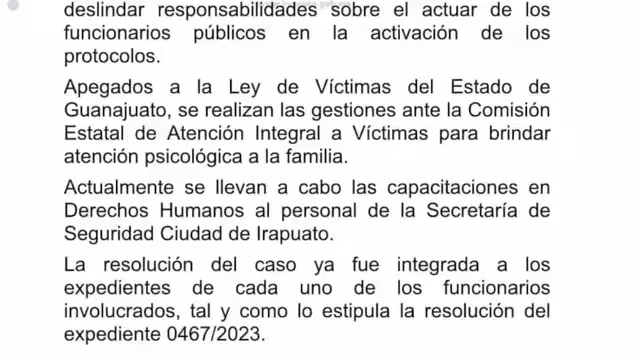 deslindar responsabilidades sobre el actuar de los
funcionarios públicos en la activación de los
protocolos.
Apegados a la Ley de Víctimas del Estado de
Guanajuato, se realizan las gestiones ante la Comisión
Estatal de Atención Integral a Víctimas para brindar
atención psicológica a la familia.
Actualmente se llevan a cabo las capacitaciones en
Derechos Humanos al personal de la Secretaría de
Seguridad Ciudad de Irapuato.
La resolución del caso ya fue integrada a los
expedientes de cada uno de los funcionarios
involucrados, tal y como lo estipula la resolución del
expediente 0467/2023.